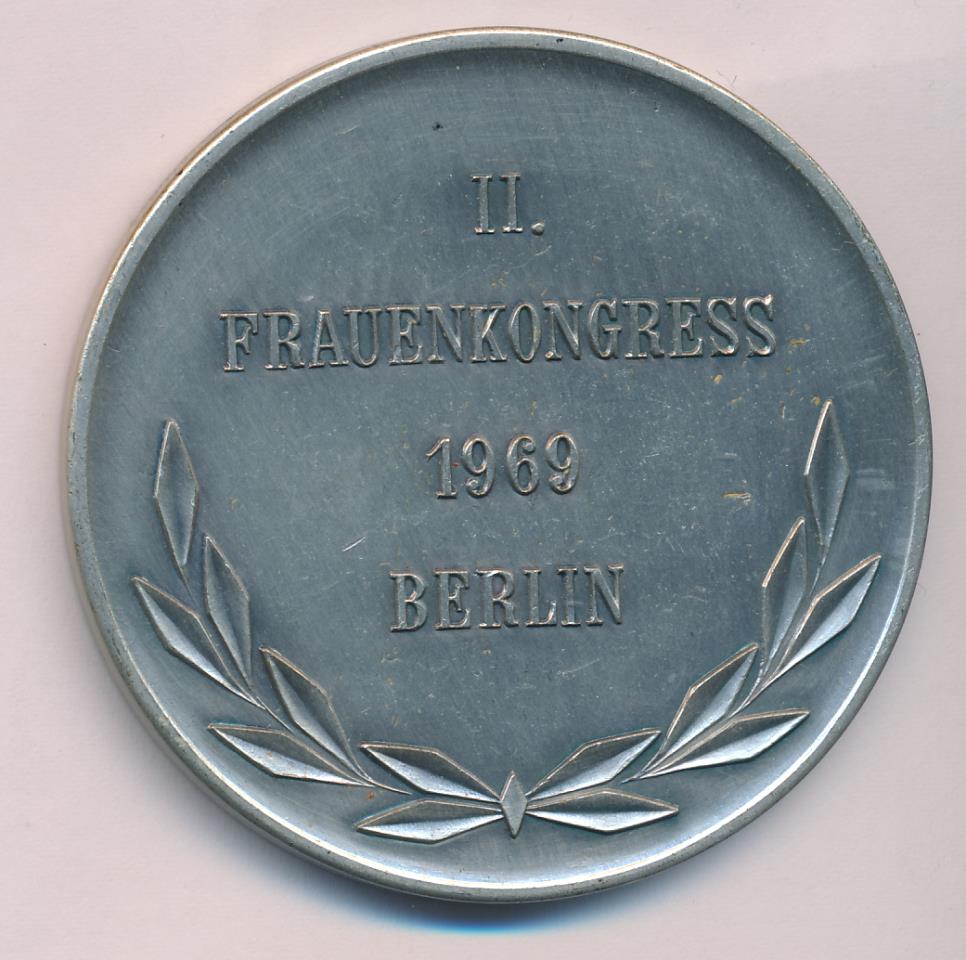 II.
FRAUENKONGRESS
1969
BERLIN